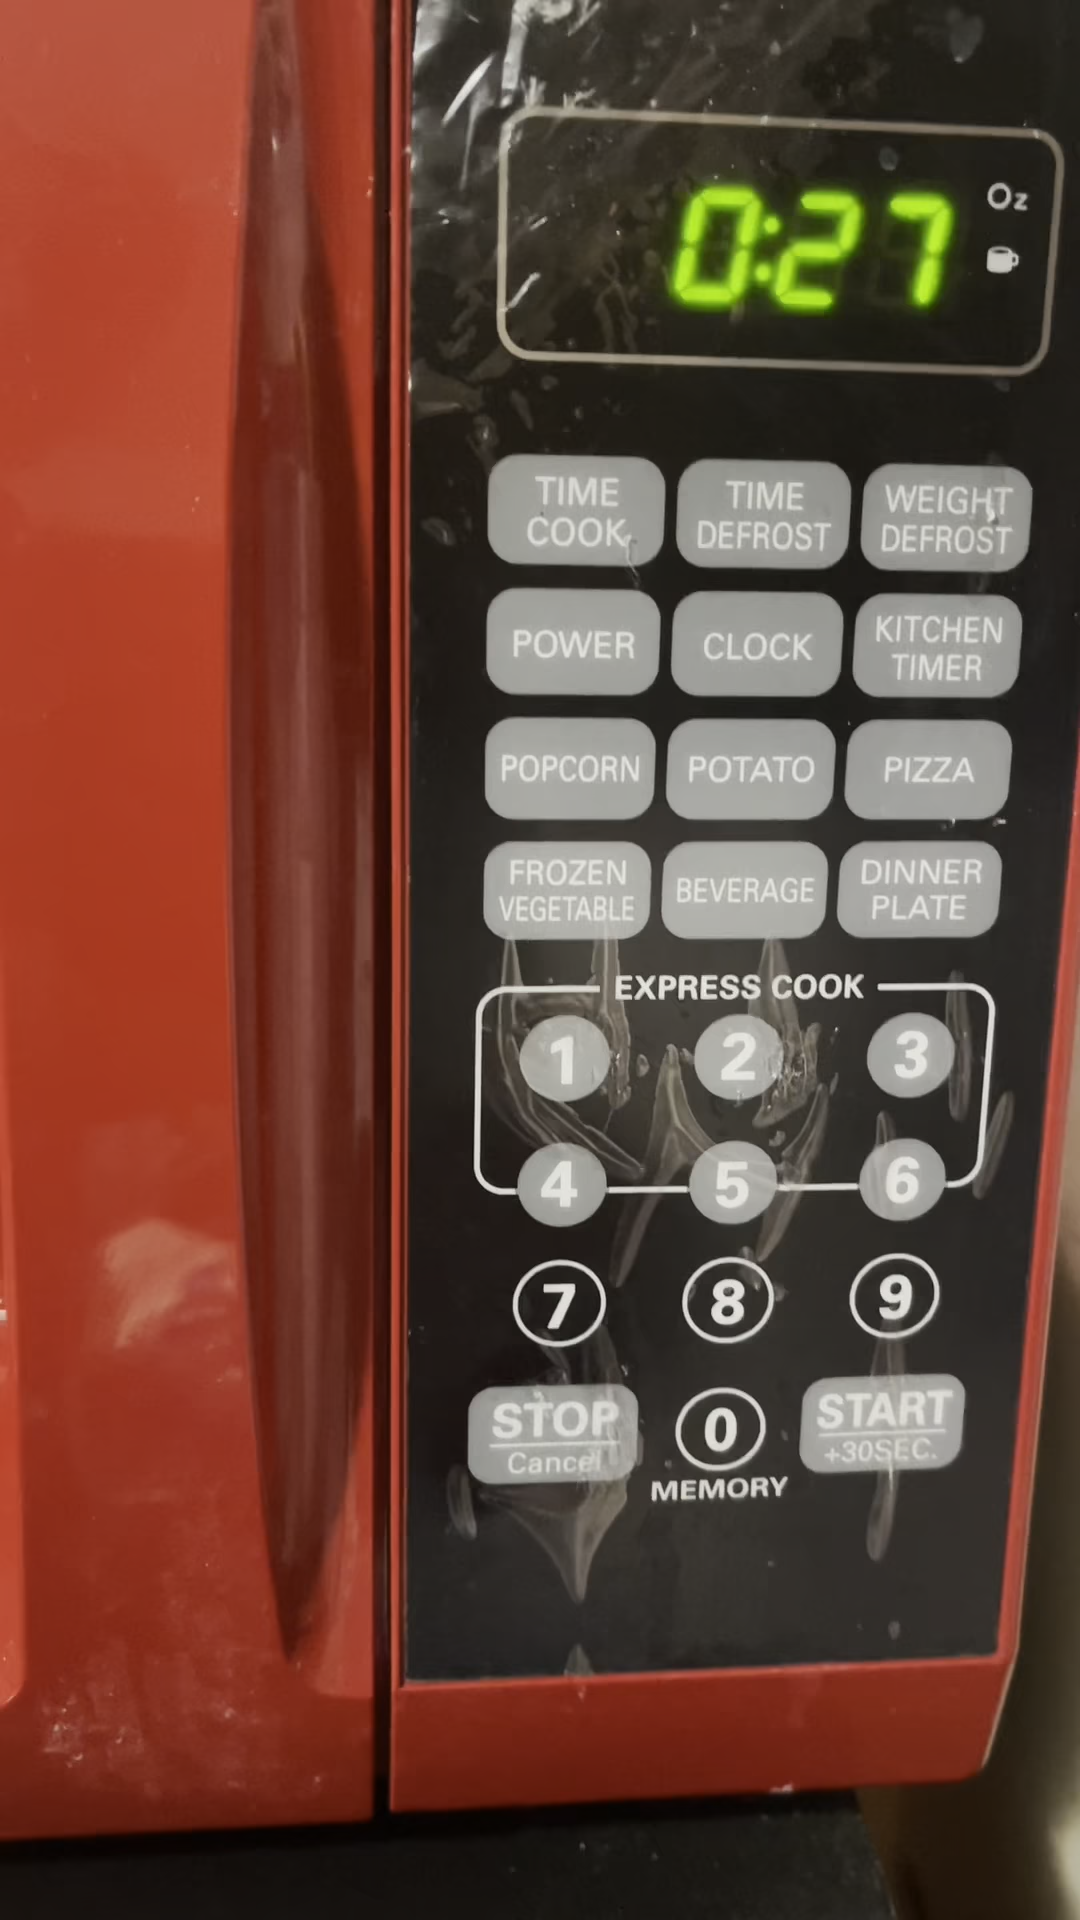 0:27
Oz
TIME COOK
TIME DEFROST
WEIGHT DEFROST
POWER
CLOCK
KITCHEN TIMER
POPCORN
POTATO
PIZZA
FROZEN VEGETABLE
BEVERAGE
DINNER PLATE
EXPRESS COOK
1 2 3
4 5 6
7 8 9
STOP
Cancel
0
MEMORY
START
+30SEC.